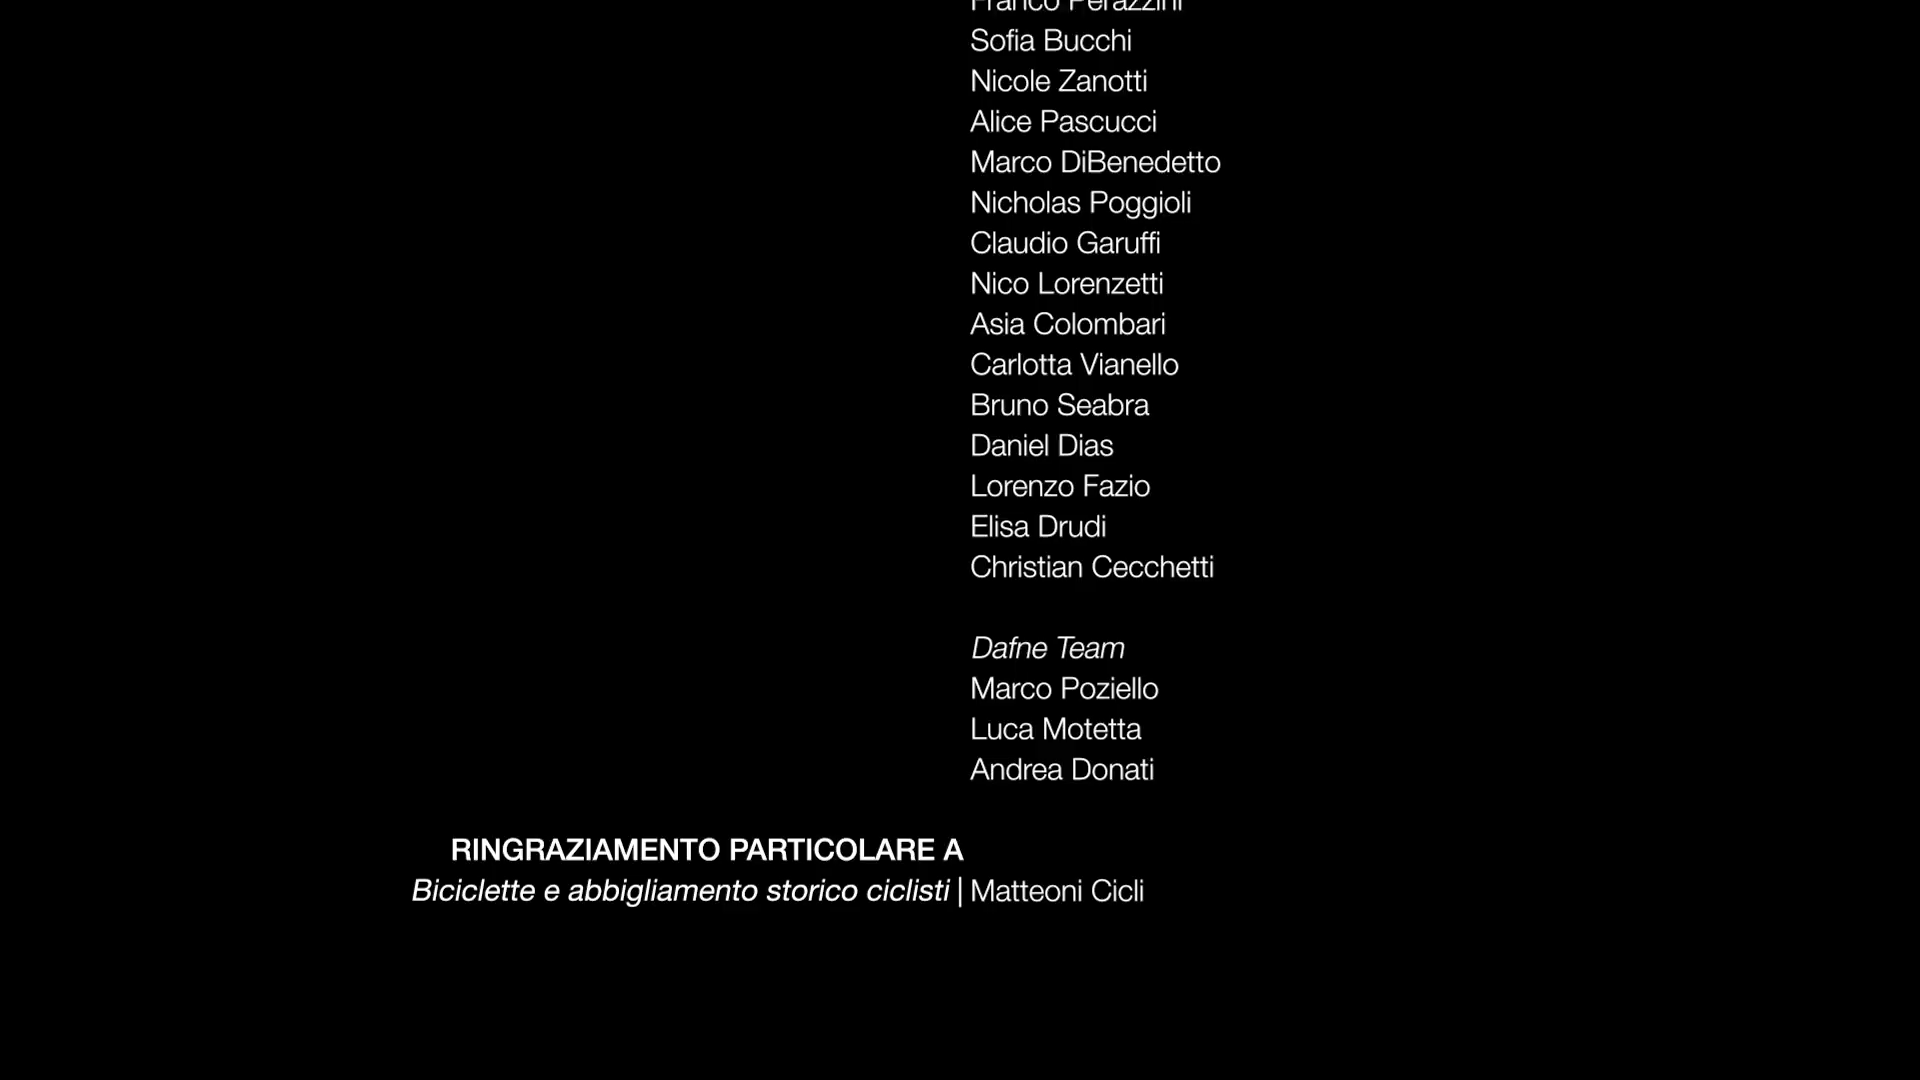 Franco Perazzini
Sofia Bucchi
Nicole Zanotti
Alice Pascucci
Marco DiBenedetto
Nicholas Poggioli
Claudio Garuffi
Nico Lorenzetti
Asia Colombari
Carlotta Vianello
Bruno Seabra
Daniel Dias
Lorenzo Fazio
Elisa Drudi
Christian Cecchetti
Dafne Team
Marco Poziello
Luca Motetta
Andrea Donati
RINGRAZIAMENTO PARTICOLARE A
Biciclette e abbigliamento storico ciclisti | Matteoni Cicli